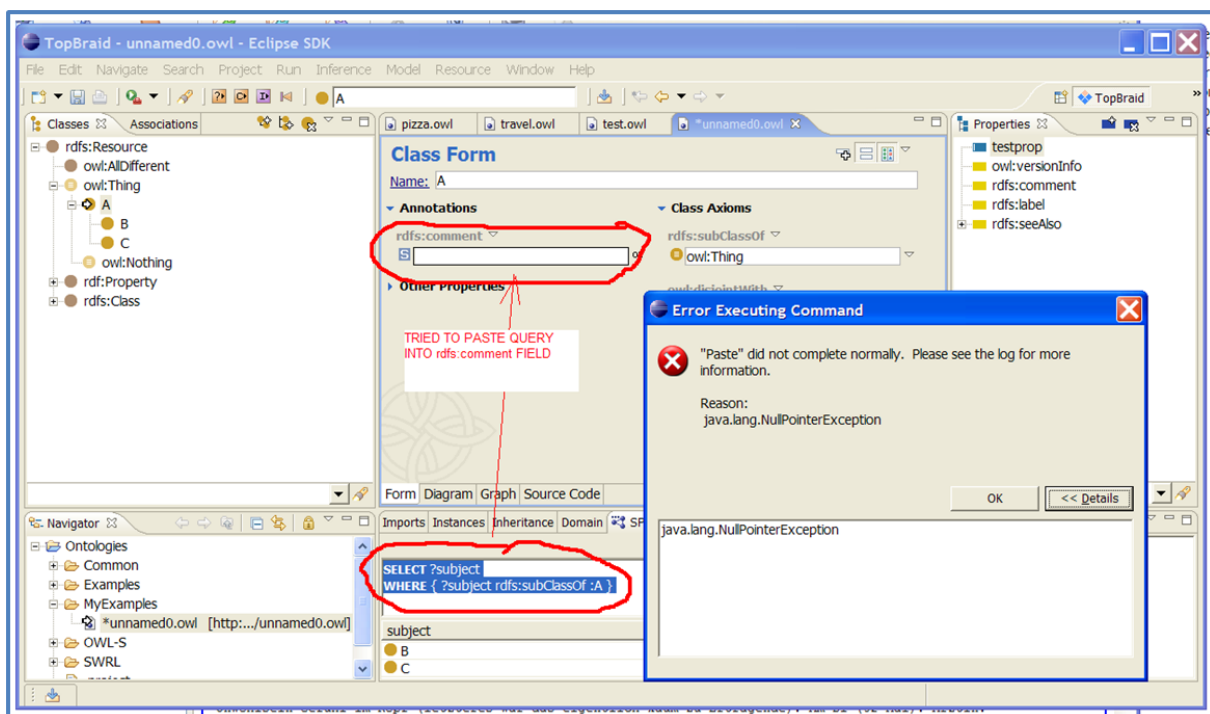 TopBraid - unnamed0.owl - Eclipse SDK
File Edit Navigate Search Project Run Inference Model Resource Window Help
A
TopBraid
»
Classes Associations
rdfs:Resource
owl:AllDifferent
owl:Thing
A
B
C
owl:Nothing
rdf:Property
rdfs:Class
pizza.owl travel.owl test.owl *unnamed0.owl
Class Form
Name: A
Annotations
rdfs:comment
Other Properties
Class Axioms
rdfs:subClassOf
owl:Thing
owl:disjointWith
TRIED TO PASTE QUERY
INTO rdfs:comment FIELD
Form Diagram Graph Source Code
Properties
testprop
owl:versionInfo
rdfs:comment
rdfs:label
rdfs:seeAlso
Error Executing Command
"Paste" did not complete normally. Please see the log for more
information.
Reason:
java.lang.NullPointerException
OK << Details
java.lang.NullPointerException
Navigator
Ontologies
Common
Examples
MyExamples
*unnamed0.owl [http:.../unnamed0.owl]
OWL-S
SWRL
.project
Imports Instances Inheritance Domain SP
SELECT ?subject
WHERE { ?subject rdfs:subClassOf :A }
subject
B
C